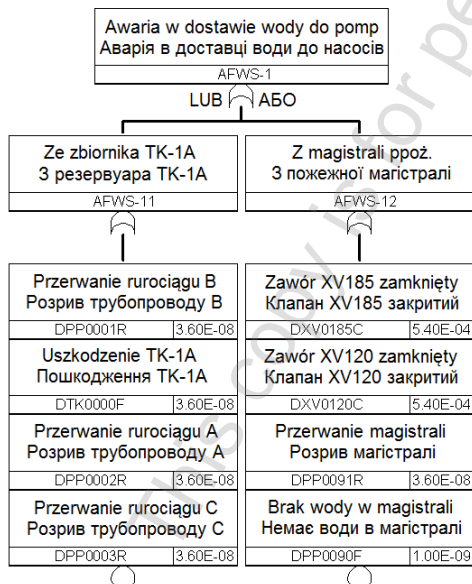 Awaria w dostawie wody do pomp
Аварія в доставці води до насосів
AFWS-1
LUB АБО
Ze zbiornika TK-1A
З резервуара TK-1A
AFWS-11
Z magistrali ppoż.
З пожежної магістралі
AFWS-12
Przerwanie rurociągu B
Розрив трубопроводу В
DPP0001R 3.60E-08
Uszkodzenie TK-1A
Пошкодження TK-1A
DTK0000F 3.60E-08
Przerwanie rurociągu A
Розрив трубопроводу А
DPP0002R 3.60E-08
Przerwanie rurociągu C
Розрив трубопроводу С
DPP0003R 3.60E-08
Zawór XV185 zamknięty
Клапан XV185 закритий
DXV0185C 5.40E-04
Zawór XV120 zamknięty
Клапан XV120 закритий
DXV0120C 5.40E-04
Przerwanie magistrali
Розрив магістралі
DPP0091R 3.60E-08
Brak wody w magistrali
Немає води в магістралі
DPP0090F 1.00E-09
This copy is for pe